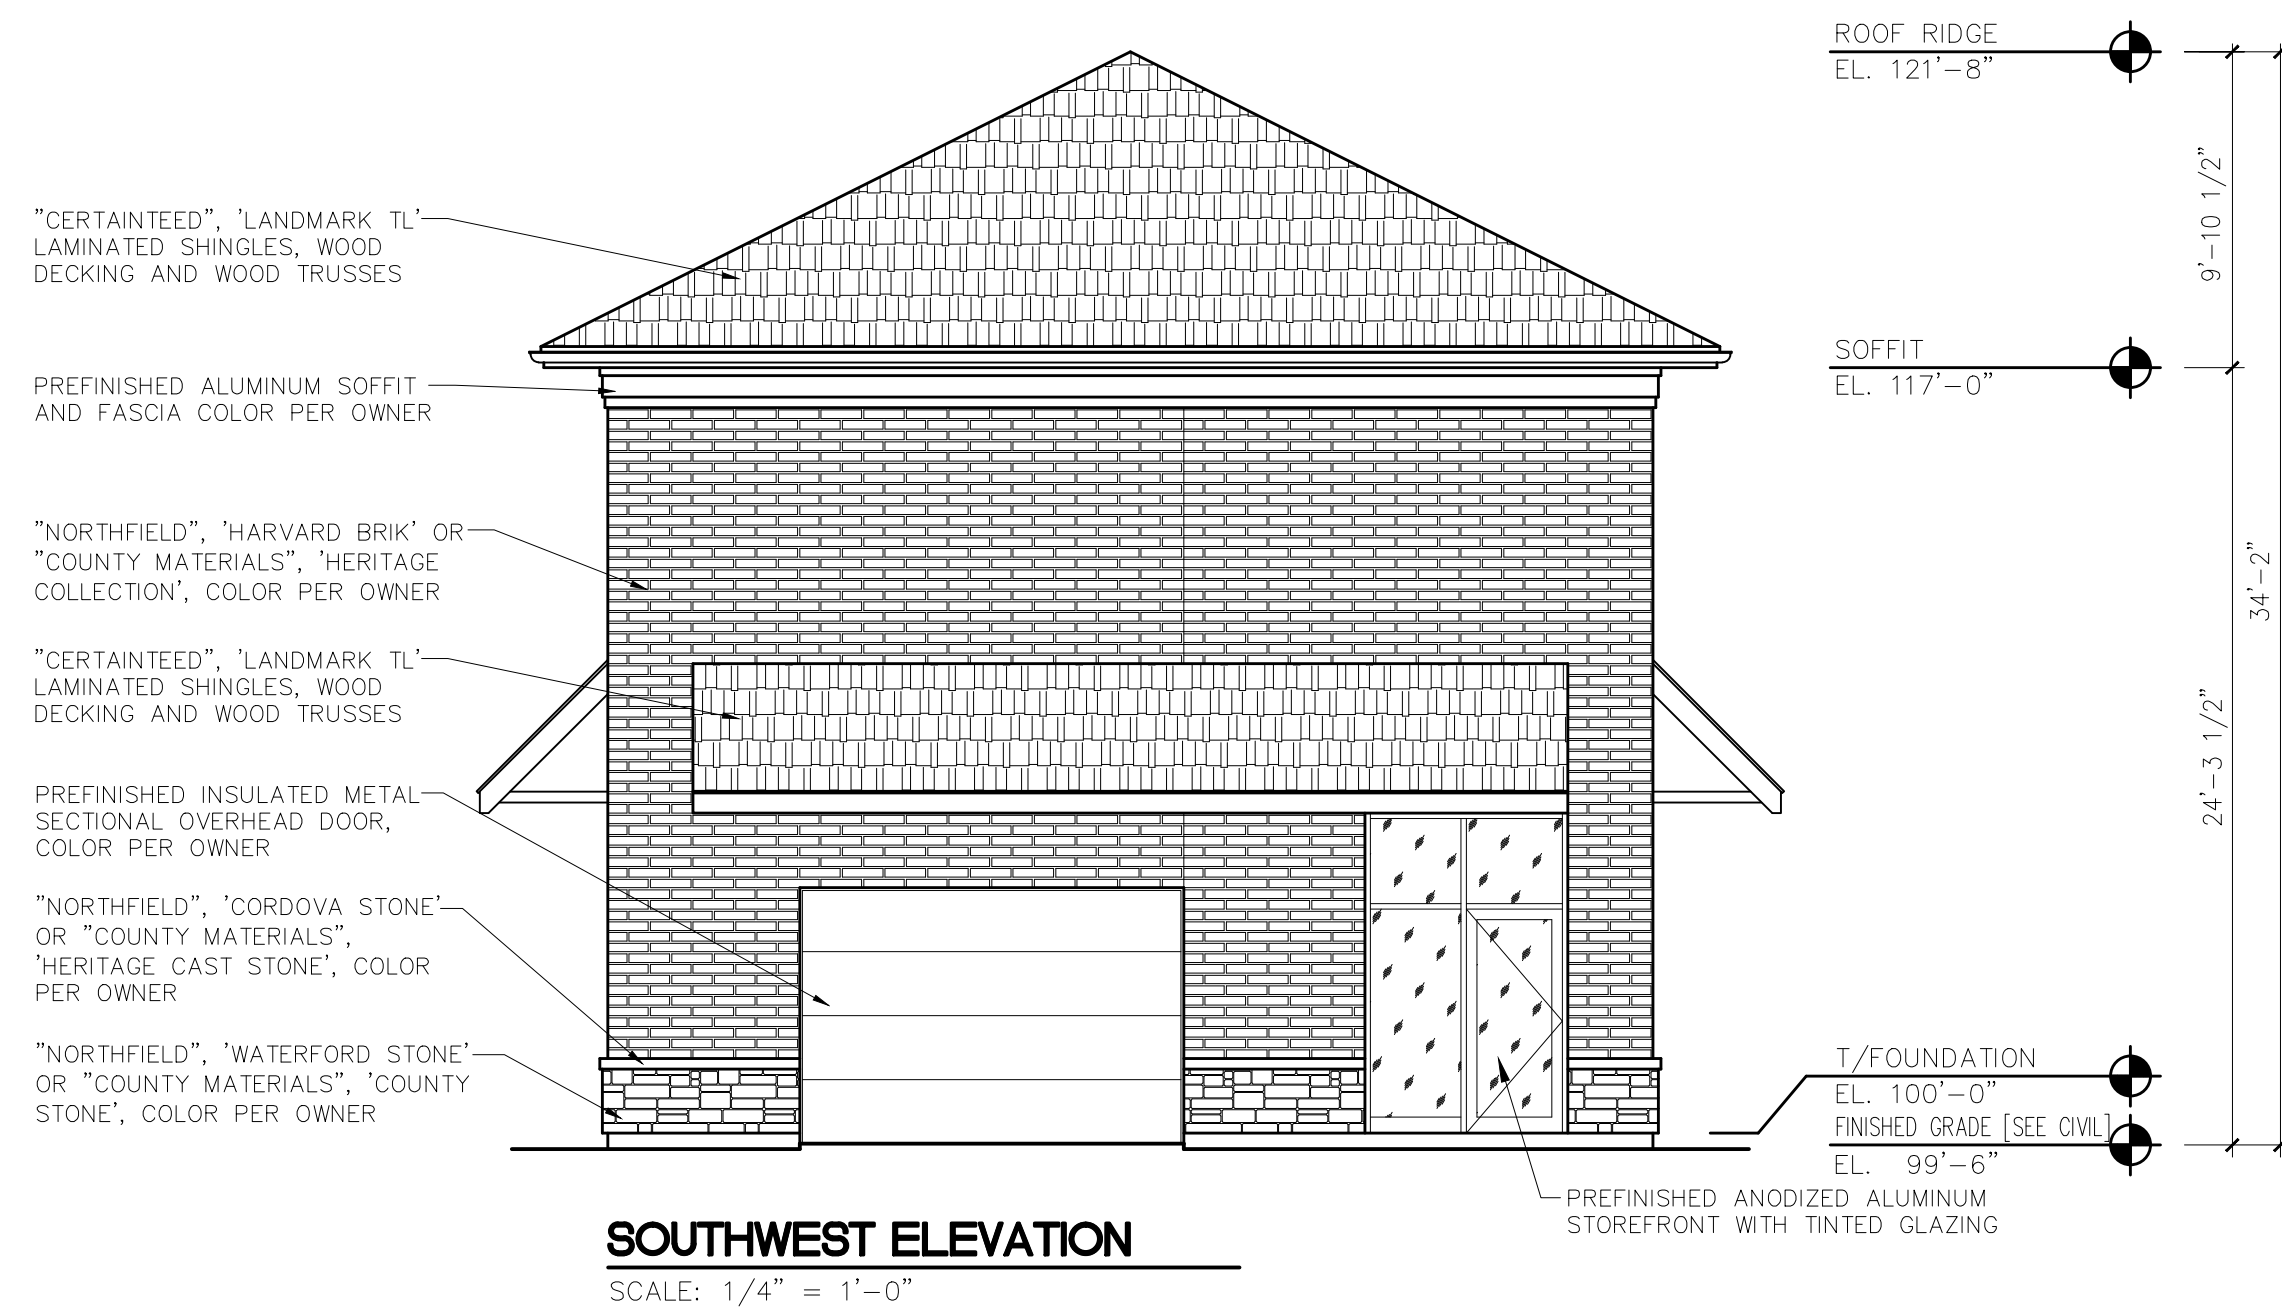 "CERTAINTEED", 'LANDMARK TL'
LAMINATED SHINGLES, WOOD
DECKING AND WOOD TRUSSES
PREFINISHED ALUMINUM SOFFIT
AND FASCIA COLOR PER OWNER
"NORTHFIELD", 'HARVARD BRIK' OR
"COUNTY MATERIALS", 'HERITAGE
COLLECTION', COLOR PER OWNER
"CERTAINTEED", 'LANDMARK TL'
LAMINATED SHINGLES, WOOD
DECKING AND WOOD TRUSSES
PREFINISHED INSULATED METAL
SECTIONAL OVERHEAD DOOR,
COLOR PER OWNER
"NORTHFIELD", 'CORDOVA STONE'
OR "COUNTY MATERIALS",
'HERITAGE CAST STONE', COLOR
PER OWNER
"NORTHFIELD", 'WATERFORD STONE'
OR "COUNTY MATERIALS", 'COUNTY
STONE', COLOR PER OWNER
ROOF RIDGE
EL. 121'-8"
SOFFIT
EL. 117'-0"
T/FOUNDATION
EL. 100'-0"
FINISHED GRADE [SEE CIVIL]
EL. 99'-6"
9'-10 1/2"
24'-3 1/2"
34'-2"
PREFINISHED ANODIZED ALUMINUM
STOREFRONT WITH TINTED GLAZING
SOUTHWEST ELEVATION
SCALE: 1/4" = 1'-0"